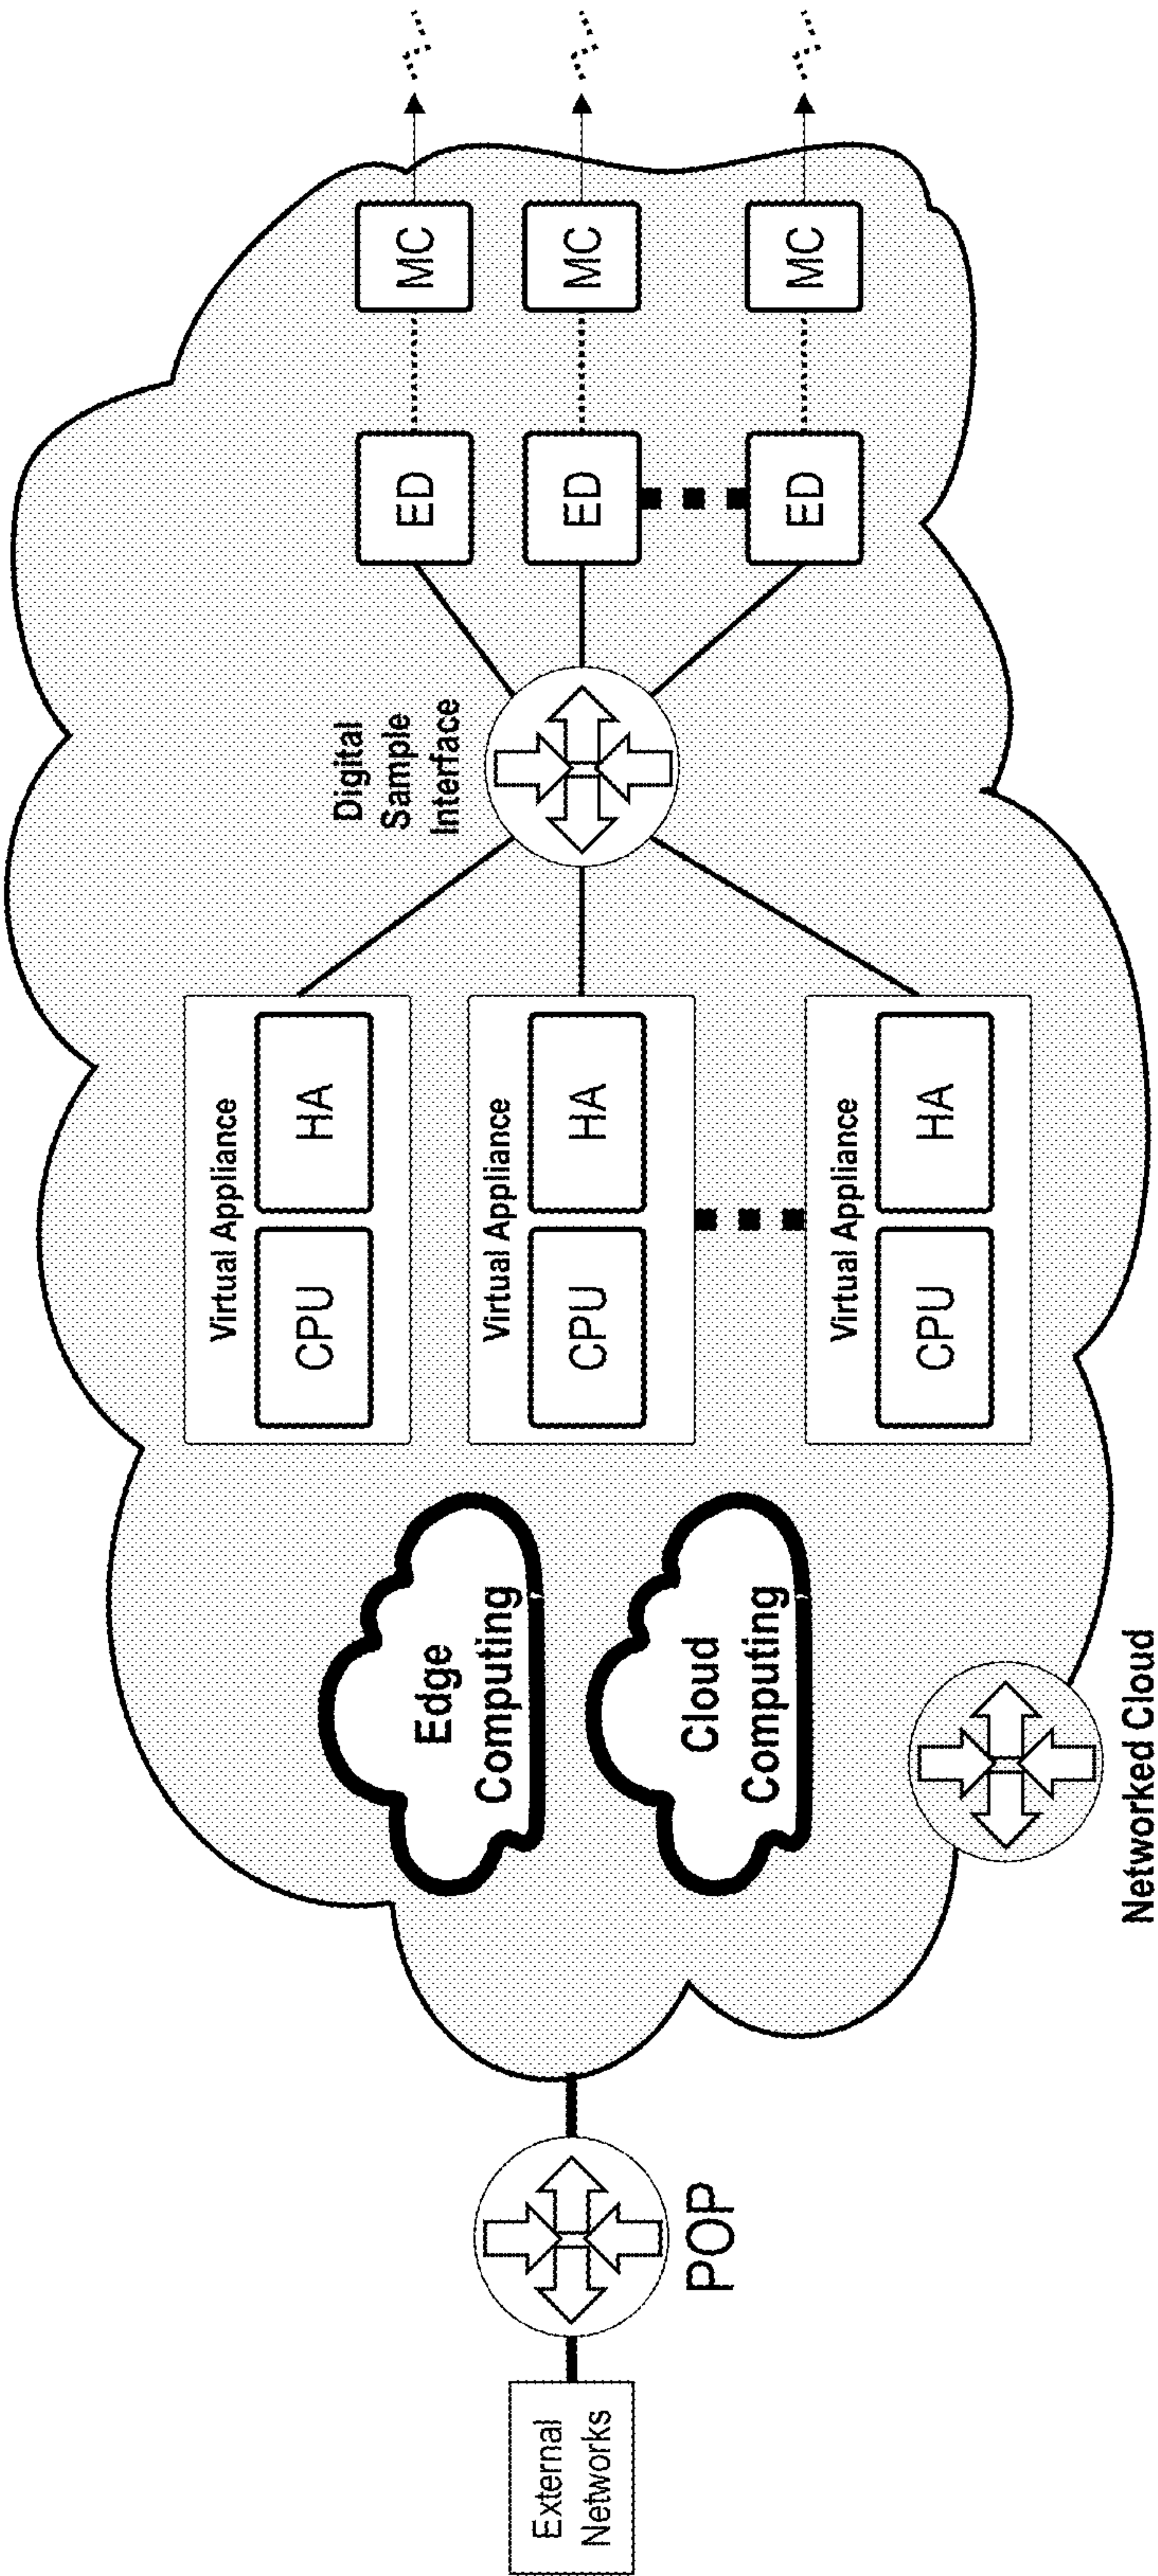 External
Networks
POP
Networked Cloud
Edge
Computing
Cloud
Computing
Virtual Appliance
CPU
HA
Virtual Appliance
CPU
HA
Virtual Appliance
CPU
HA
Digital
Sample
Interface
ED
MC
ED
MC
ED
MC